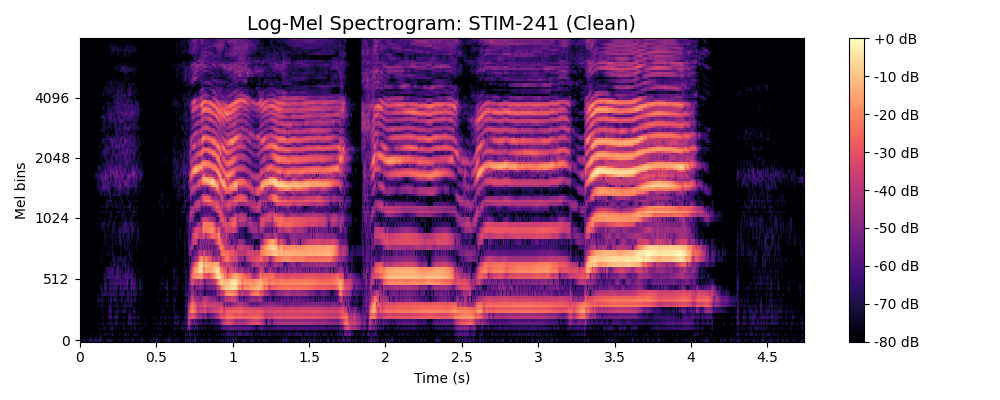 Log-Mel Spectrogram: STIM-241 (Clean)
Mel bins
4096
2048
1024
512
0
0 0.5 1 1.5 2 2.5 3 3.5 4 4.5
Time (s)
+0 dB
-10 dB
-20 dB
-30 dB
-40 dB
-50 dB
-60 dB
-70 dB
-80 dB